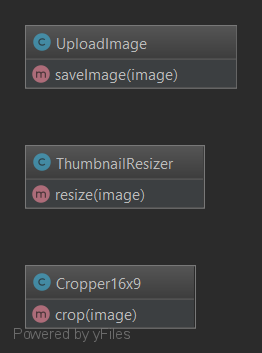 C UploadImage
m saveImage(image)
C ThumbnailResizer
m resize(image)
C Cropper16x9
m crop(image)
Powered by yFiles